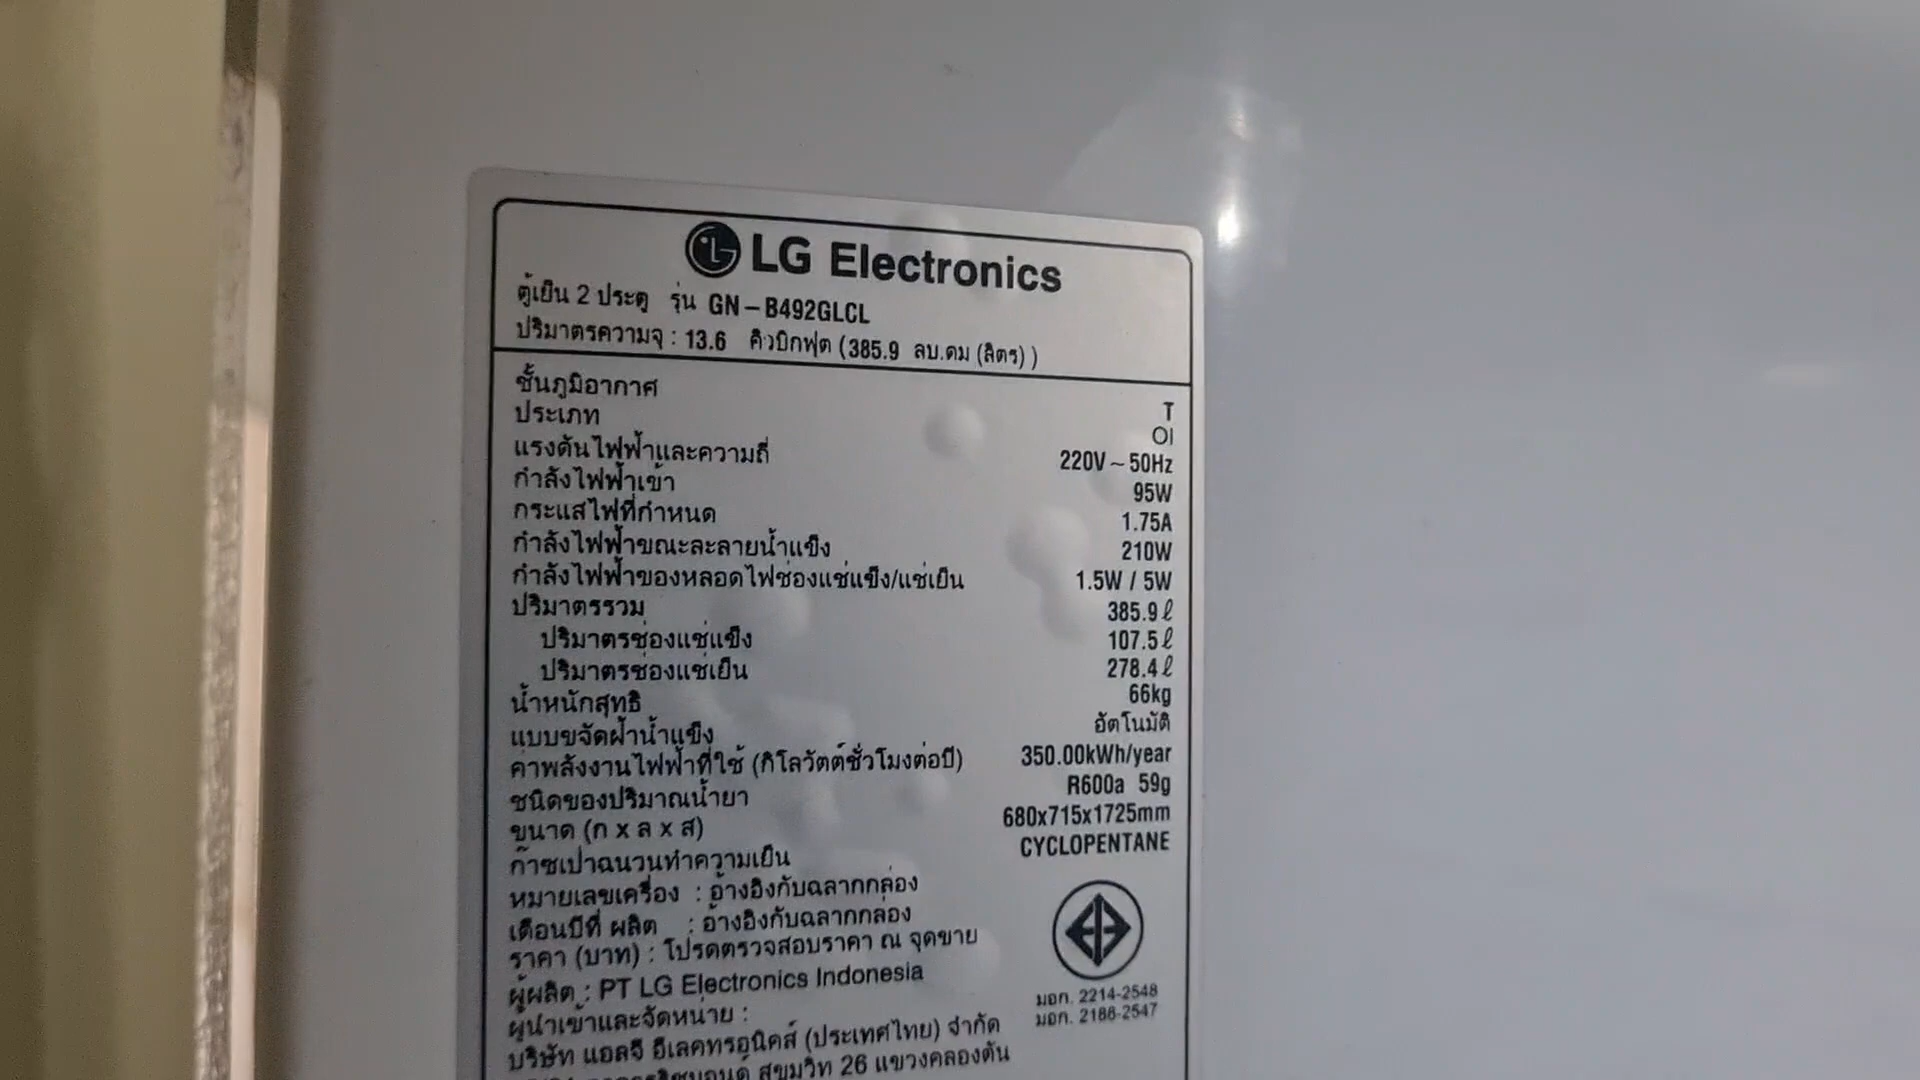 LG Electronics
ตู้เย็น 2 ประตู รุ่น GN-B492GLCL
ปริมาตรความจุ : 13.6 คิวบิกฟุต (385.9 ลบ.ดม (ลิตร) )
ชั้นภูมิอากาศ T
ประเภท OI
แรงดันไฟฟ้าและความถี่ 220V ~ 50Hz
กำลังไฟฟ้าเข้า 95W
กระแสไฟที่กำหนด 1.75A
กำลังไฟฟ้าขณะละลายน้ำแข็ง 210W
กำลังไฟฟ้าของหลอดไฟช่องแช่แข็ง/แช่เย็น 1.5W / 5W
ปริมาตรรวม 385.9 ℓ
ปริมาตรช่องแช่แข็ง 107.5 ℓ
ปริมาตรช่องแช่เย็น 278.4 ℓ
น้ำหนักสุทธิ 66kg
แบบขจัดฝ้าน้ำแข็ง อัตโนมัติ
ค่าพลังงานไฟฟ้าที่ใช้ (กิโลวัตต์ชั่วโมงต่อปี) 350.00kWh/year
ชนิดของปริมาณน้ำยา R600a 59g
ขนาด (ก x ล x ส) 680x715x1725mm
ก๊าซเป่าฉนวนทำความเย็น CYCLOPENTANE
หมายเลขเครื่อง : อ้างอิงกับฉลากกล่อง
เดือนปีที่ ผลิต : อ้างอิงกับฉลากกล่อง
ราคา (บาท) : โปรดตรวจสอบราคา ณ จุดขาย
ผู้ผลิต : PT LG Electronics Indonesia
มอก. 2214-2548
มอก. 2186-2547
ผู้นำเข้าและจัดหน่าย :
บริษัท แอลจี อีเลคทรอนิคส์ (ประเทศไทย) จำกัด
สุขุมวิท 26 แขวงคลองตัน